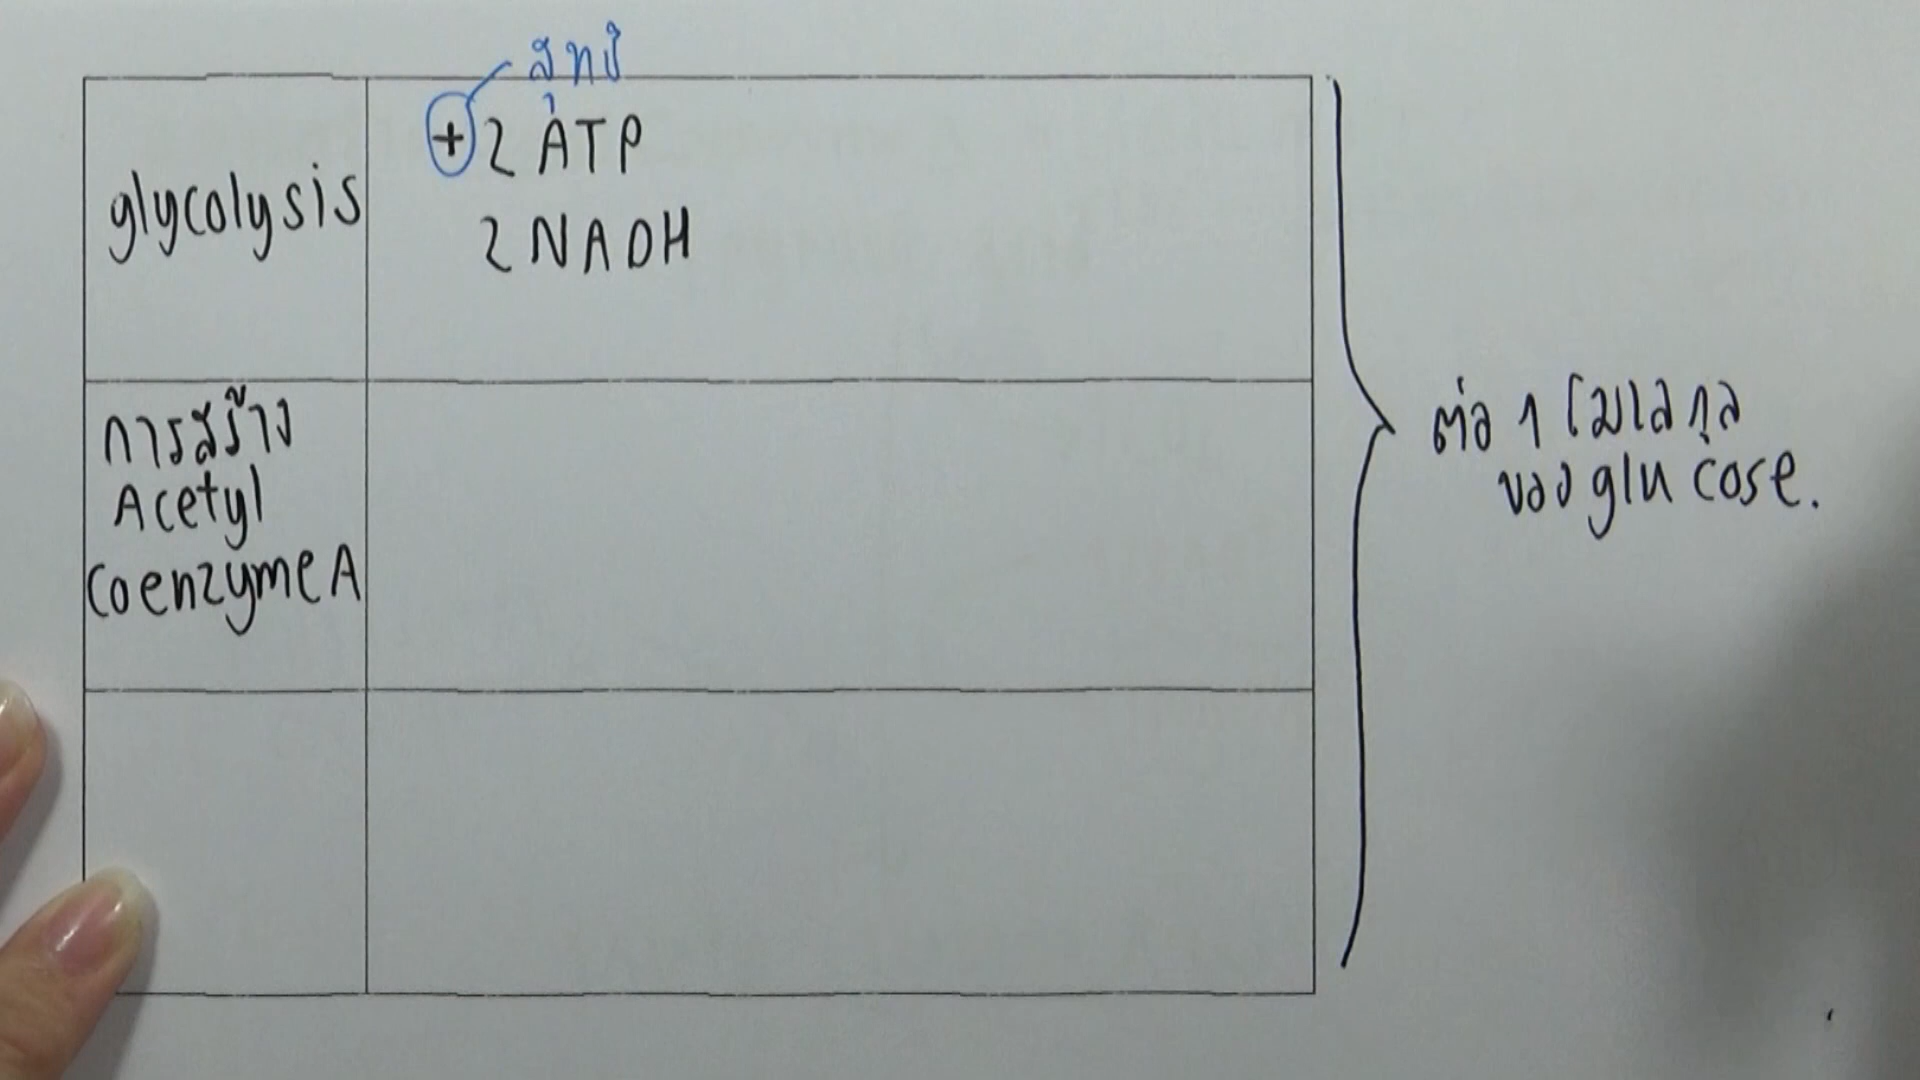 สุทธิ
+2 ATP
2 NADH
glycolysis
การสร้าง
Acetyl
Coenzyme A
ต่อ 1 โมเลกุล
ของ glucose.